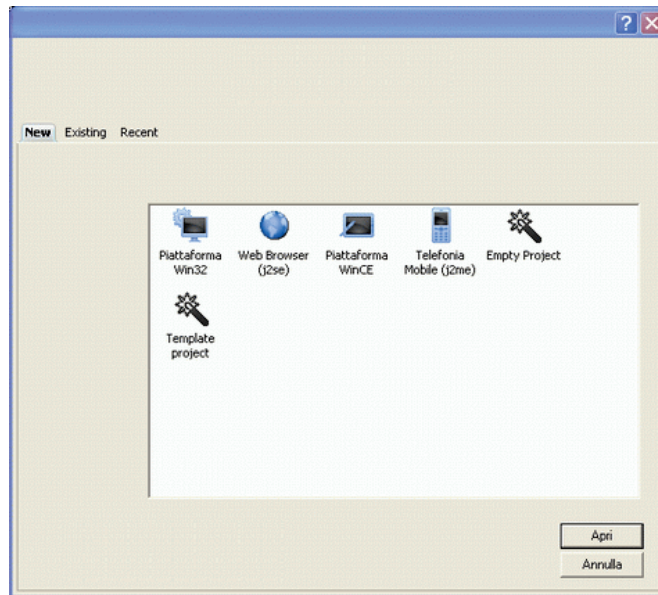 New Existing Recent
Piattaforma Win32
Web Browser (j2se)
Piattaforma WinCE
Telefonia Mobile (j2me)
Empty Project
Template project
Apri
Annulla